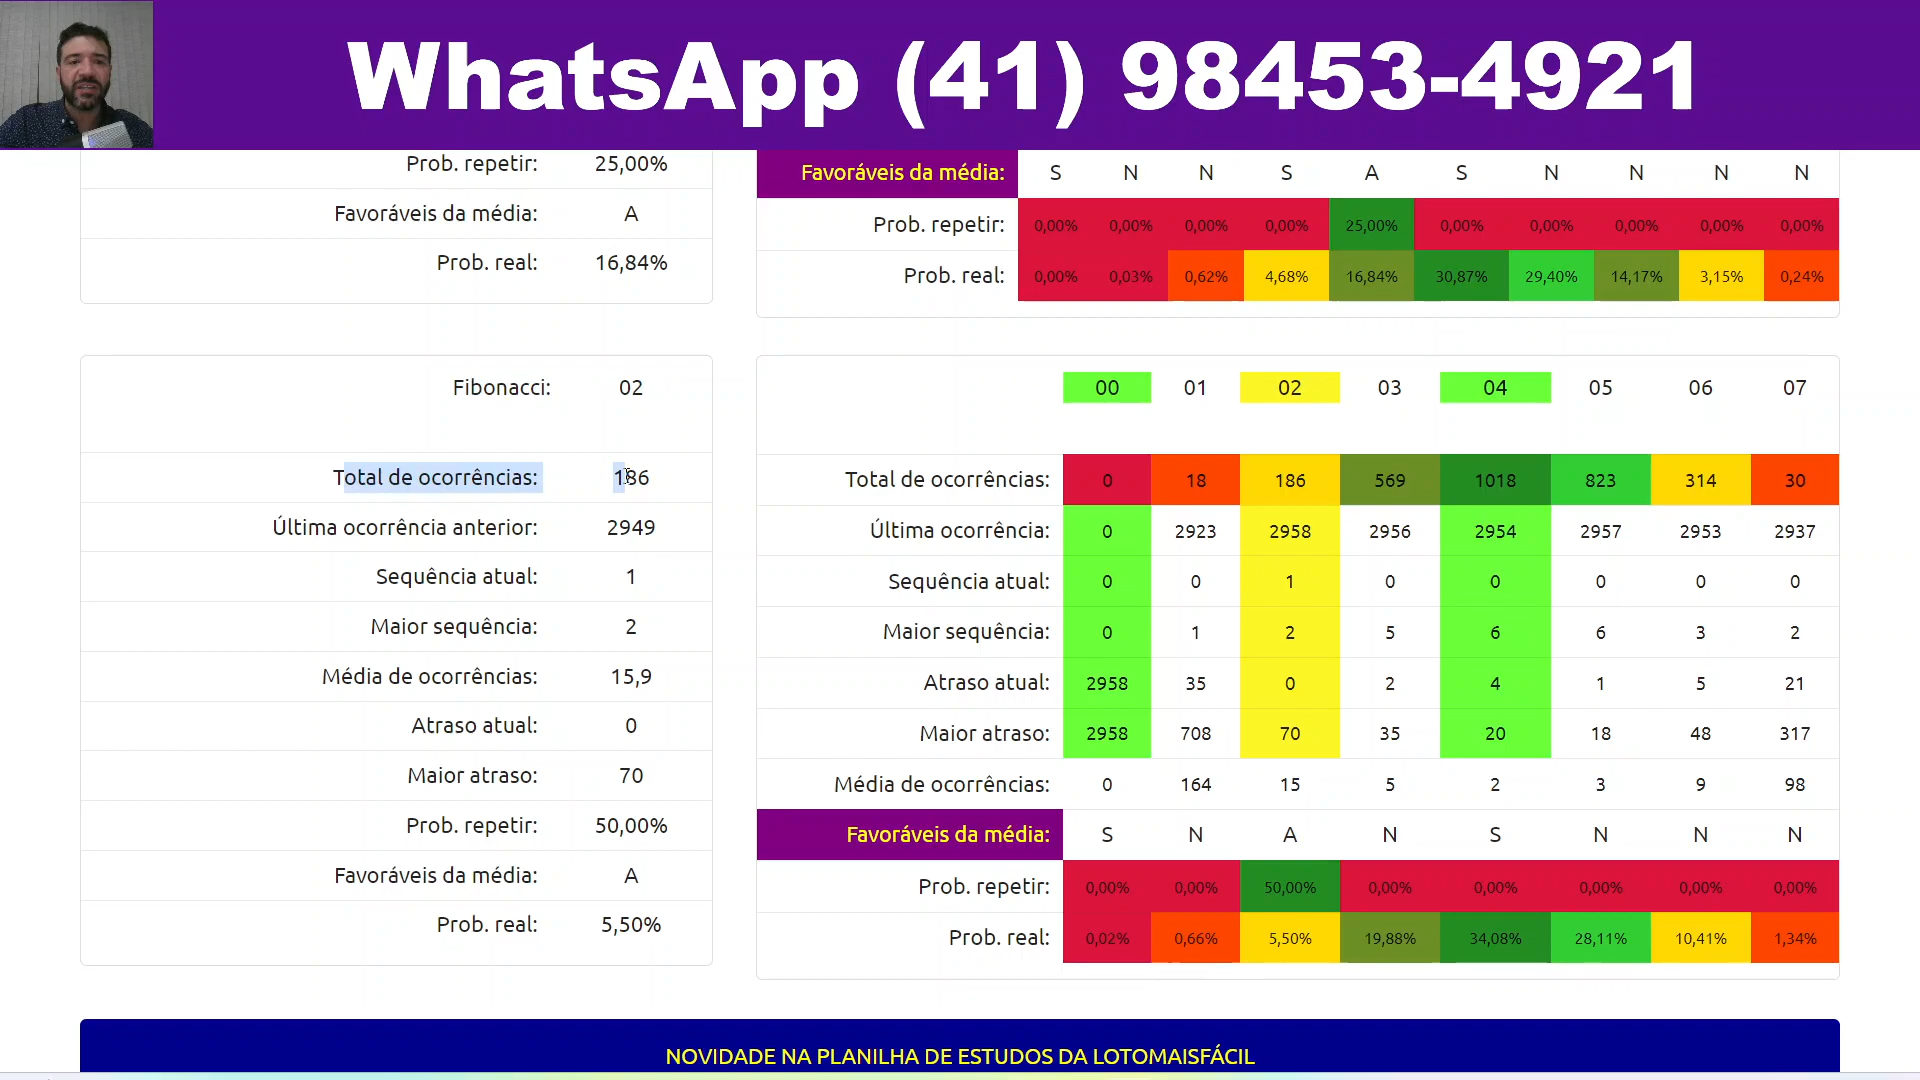 WhatsApp (41) 98453-4921
Prob. repetir: 25,00%
Favoráveis da média: A
Prob. real: 16,84%
Favoráveis da média: S N N S A S N N N N
Prob. repetir: 0,00% 0,00% 0,00% 0,00% 25,00% 0,00% 0,00% 0,00% 0,00% 0,00%
Prob. real: 0,00% 0,03% 0,62% 4,68% 16,84% 30,87% 29,40% 14,17% 3,15% 0,24%
Fibonacci: 02
Total de ocorrências: 186
Última ocorrência anterior: 2949
Sequência atual: 1
Maior sequência: 2
Média de ocorrências: 15,9
Atraso atual: 0
Maior atraso: 70
Prob. repetir: 50,00%
Favoráveis da média: A
Prob. real: 5,50%
00 01 02 03 04 05 06 07
Total de ocorrências: 0 18 186 569 1018 823 314 30
Última ocorrência: 0 2923 2958 2956 2954 2957 2953 2937
Sequência atual: 0 0 1 0 0 0 0 0
Maior sequência: 0 1 2 5 6 6 3 2
Atraso atual: 2958 35 0 2 4 1 5 21
Maior atraso: 2958 708 70 35 20 18 48 317
Média de ocorrências: 0 164 15 5 2 3 9 98
Favoráveis da média: S N A N S N N N
Prob. repetir: 0,00% 0,00% 50,00% 0,00% 0,00% 0,00% 0,00% 0,00%
Prob. real: 0,02% 0,66% 5,50% 19,88% 34,08% 28,11% 10,41% 1,34%
NOVIDADE NA PLANILHA DE ESTUDOS DA LOTOMAISFÁCIL